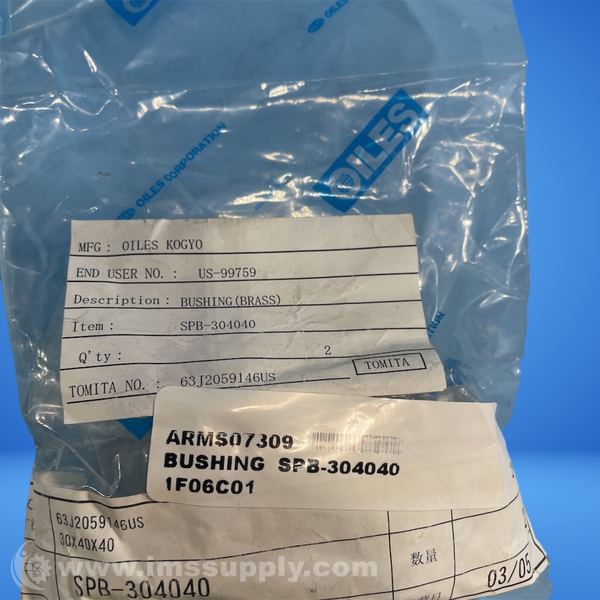 OILES CORPORATION
OILES
MFG : OILES KOGYO
END USER NO. : US-99759
Description : BUSHING(BRASS)
Item : SPB-304040
Q'ty : 2
TOMITA NO. : 63J2059146US
TOMITA
ARMS07309
BUSHING SPB-304040
1F06C01
63J2059146US
30X40X40
数量
SPB-304040
03/05
www.imssupply.com